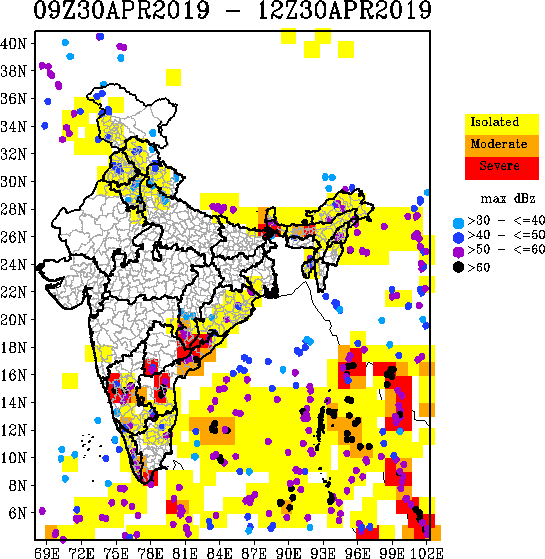 09Z30APR2019 - 12Z30APR2019
40N
38N
36N
34N
32N
30N
28N
26N
24N
22N
20N
18N
16N
14N
12N
10N
8N
6N
69E 72E 75E 78E 81E 84E 87E 90E 93E 96E 99E 102E
Isolated
Moderate
Severe
max dBz
>30 - <=40
>40 - <=50
>50 - <=60
>60